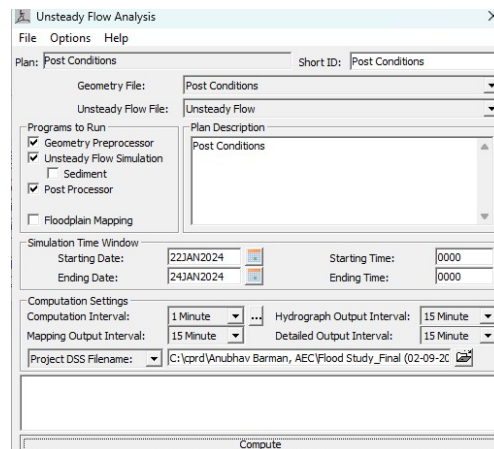 Unsteady Flow Analysis
File Options Help
Plan: Post Conditions Short ID: Post Conditions
Geometry File: Post Conditions
Unsteady Flow File: Unsteady Flow
Programs to Run
Geometry Preprocessor
Unsteady Flow Simulation
Sediment
Post Processor
Floodplain Mapping
Plan Description
Post Conditions
Simulation Time Window
Starting Date: 22JAN2024 Starting Time: 0000
Ending Date: 24JAN2024 Ending Time: 0000
Computation Settings
Computation Interval: 1 Minute ... Hydrograph Output Interval: 15 Minute
Mapping Output Interval: 15 Minute Detailed Output Interval: 15 Minute
Project DSS Filename: C:\cprd\Anubhav Barman, AEC\Flood Study_Final (02-09-20
Compute